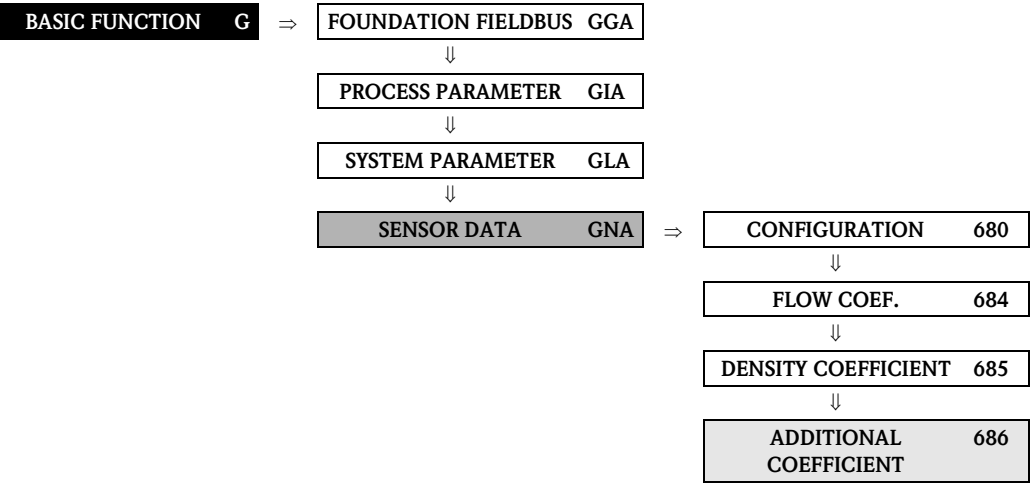 BASIC FUNCTION G ⇒ FOUNDATION FIELDBUS GGA
⇓
PROCESS PARAMETER GIA
⇓
SYSTEM PARAMETER GLA
⇓
SENSOR DATA GNA ⇒ CONFIGURATION 680
⇓
FLOW COEF. 684
⇓
DENSITY COEFFICIENT 685
⇓
ADDITIONAL 686
COEFFICIENT